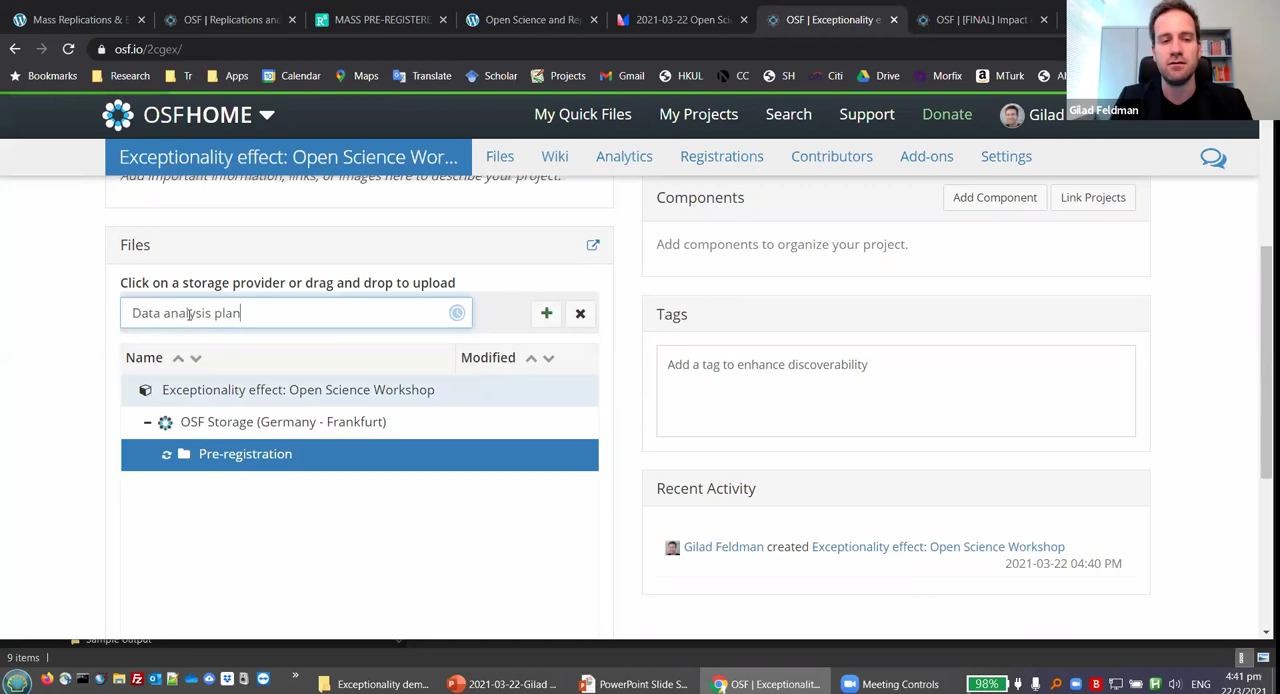 Mass Replications & E
OSF | Replications and
MASS PRE-REGISTERE
Open Science and Rep
2021-03-22 Open Sci
OSF | Exceptionality e
OSF | [FINAL] Impact
osf.io/2cgex/
Bookmarks Research Tr Apps Calendar Maps Translate Scholar Projects Gmail HKUL CC SH Citi Drive Morfix MTurk
Gilad Feldman
OSFHOME My Quick Files My Projects Search Support Donate Gilad
Exceptionality effect: Open Science Wor... Files Wiki Analytics Registrations Contributors Add-ons Settings
Add important information, links, or images here to describe your project.
Components Add Component Link Projects
Add components to organize your project.
Files
Click on a storage provider or drag and drop to upload
Data analysis plan
Name Modified
Exceptionality effect: Open Science Workshop
OSF Storage (Germany - Frankfurt)
Pre-registration
Tags
Add a tag to enhance discoverability
Recent Activity
Gilad Feldman created Exceptionality effect: Open Science Workshop
2021-03-22 04:40 PM
4:41 pm
Sample output
9 items
Exceptionality dem...
2021-03-22-Gilad ...
PowerPoint Slide S...
OSF | Exceptionalit...
Meeting Controls
98%
ENG
22/03/2021